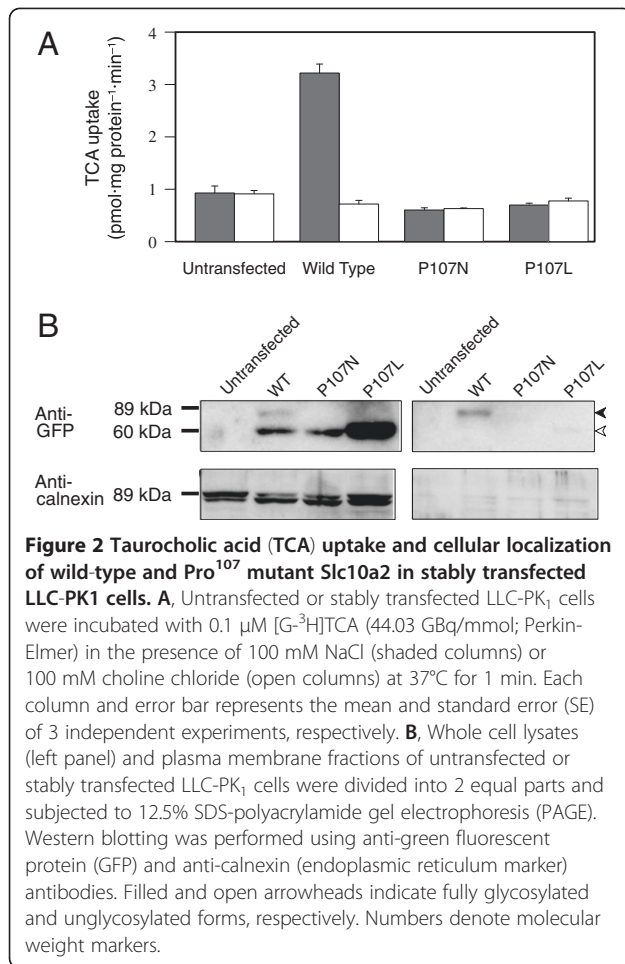 A
TCA uptake
(pmol·mg protein⁻¹·min⁻¹)
4
3
2
1
0
Untransfected
Wild Type
P107N
P107L
B
Untransfected
WT
P107N
P107L
Untransfected
WT
P107N
P107L
Anti-
GFP
89 kDa
60 kDa
Anti-
calnexin
89 kDa
Figure 2 Taurocholic acid (TCA) uptake and cellular localization
of wild-type and Pro¹⁰⁷ mutant Slc10a2 in stably transfected
LLC-PK1 cells. A, Untransfected or stably transfected LLC-PK₁ cells
were incubated with 0.1 μM [G-³H]TCA (44.03 GBq/mmol; Perkin-
Elmer) in the presence of 100 mM NaCl (shaded columns) or
100 mM choline chloride (open columns) at 37°C for 1 min. Each
column and error bar represents the mean and standard error (SE)
of 3 independent experiments, respectively. B, Whole cell lysates
(left panel) and plasma membrane fractions of untransfected or
stably transfected LLC-PK₁ cells were divided into 2 equal parts and
subjected to 12.5% SDS-polyacrylamide gel electrophoresis (PAGE).
Western blotting was performed using anti-green fluorescent
protein (GFP) and anti-calnexin (endoplasmic reticulum marker)
antibodies. Filled and open arrowheads indicate fully glycosylated
and unglycosylated forms, respectively. Numbers denote molecular
weight markers.